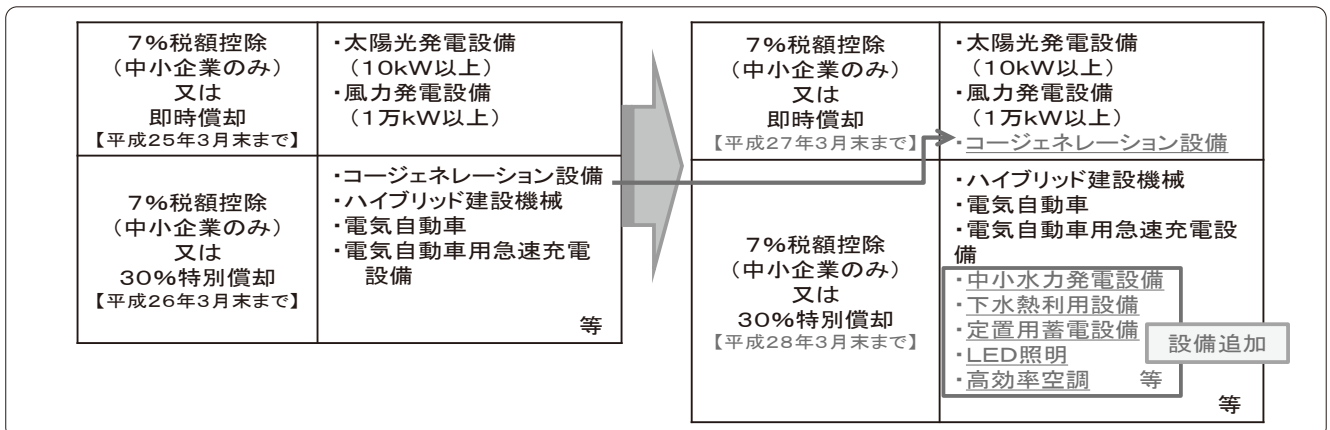 7%税額控除
(中小企業のみ)
又は
即時償却
【平成25年3月末まで】
・太陽光発電設備
(10kW以上)
・風力発電設備
(1万kW以上)
7%税額控除
(中小企業のみ)
又は
30%特別償却
【平成26年3月末まで】
・コージェネレーション設備
・ハイブリッド建設機械
・電気自動車
・電気自動車用急速充電
設備
等
7%税額控除
(中小企業のみ)
又は
即時償却
【平成27年3月末まで】
・太陽光発電設備
(10kW以上)
・風力発電設備
(1万kW以上)
・コージェネレーション設備
7%税額控除
(中小企業のみ)
又は
30%特別償却
【平成28年3月末まで】
・ハイブリッド建設機械
・電気自動車
・電気自動車用急速充電設
備
・中小水力発電設備
・下水熱利用設備
・定置用蓄電設備
・LED照明
・高効率空調 等
設備追加
等